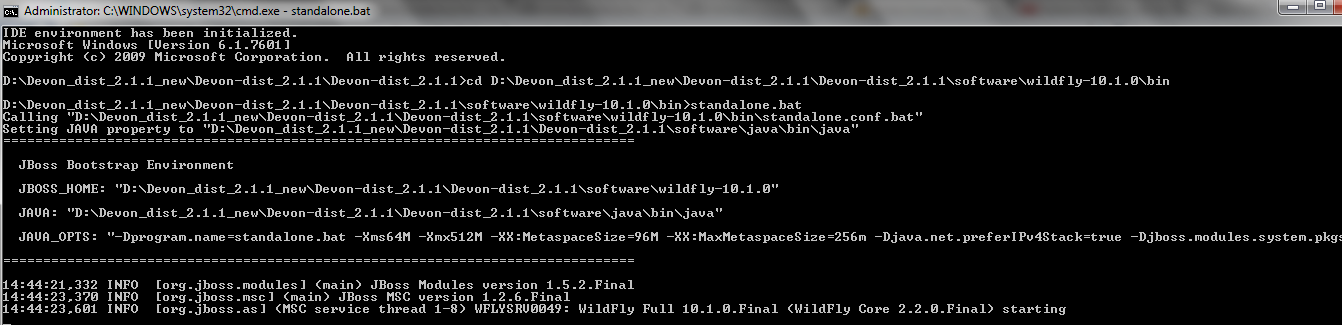 Administrator: C:\WINDOWS\system32\cmd.exe - standalone.bat
IDE environment has been initialized.
Microsoft Windows [Version 6.1.7601]
Copyright (c) 2009 Microsoft Corporation.  All rights reserved.
D:\Devon_dist_2.1.1_new\Devon-dist_2.1.1\Devon-dist_2.1.1>cd D:\Devon_dist_2.1.1_new\Devon-dist_2.1.1\Devon-dist_2.1.1\software\wildfly-10.1.0\bin
D:\Devon_dist_2.1.1_new\Devon-dist_2.1.1\Devon-dist_2.1.1\software\wildfly-10.1.0\bin>standalone.bat
Calling "D:\Devon_dist_2.1.1_new\Devon-dist_2.1.1\Devon-dist_2.1.1\software\wildfly-10.1.0\bin\standalone.conf.bat"
Setting JAVA property to "D:\Devon_dist_2.1.1_new\Devon-dist_2.1.1\Devon-dist_2.1.1\software\java\bin\java"
===============================================================================
JBoss Bootstrap Environment
JBOSS_HOME: "D:\Devon_dist_2.1.1_new\Devon-dist_2.1.1\Devon-dist_2.1.1\software\wildfly-10.1.0"
JAVA: "D:\Devon_dist_2.1.1_new\Devon-dist_2.1.1\Devon-dist_2.1.1\software\java\bin\java"
JAVA_OPTS: "-Dprogram.name=standalone.bat -Xms64M -Xmx512M -XX:MetaspaceSize=96M -XX:MaxMetaspaceSize=256m -Djava.net.preferIPv4Stack=true -Djboss.modules.system.pkgs
===============================================================================
14:44:21,332 INFO  [org.jboss.modules] (main) JBoss Modules version 1.5.2.Final
14:44:23,370 INFO  [org.jboss.msc] (main) JBoss MSC version 1.2.6.Final
14:44:23,601 INFO  [org.jboss.as] (MSC service thread 1-8) WFLYSRV0049: WildFly Full 10.1.0.Final (WildFly Core 2.2.0.Final) starting